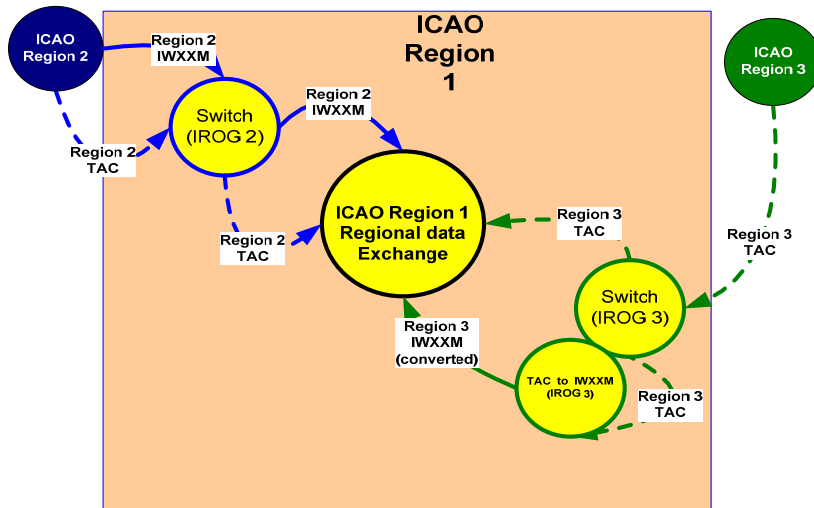 ICAO
Region 2
Region 2
IWXXM
ICAO
Region
1
ICAO
Region 3
Switch
(IROG 2)
Region 2
IWXXM
Region 2
TAC
ICAO Region 1
Regional data
Exchange
Region 2
TAC
Region 3
TAC
Region 3
TAC
Switch
(IROG 3)
Region 3
IWXXM
(converted)
TAC to IWXXM
(IROG 3)
Region 3
TAC